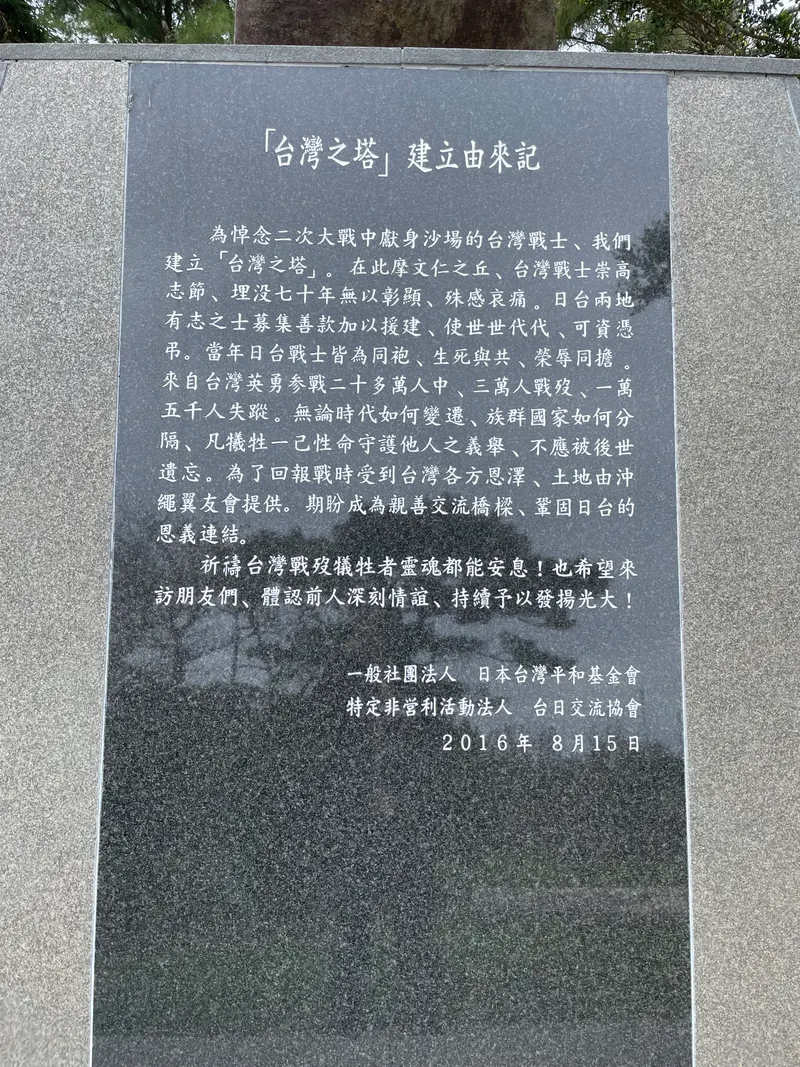 「台灣之塔」建立由來記
為悼念二次大戰中獻身沙場的台灣戰士、我們
建立「台灣之塔」。在此摩文仁之丘、台灣戰士崇高
志節、埋没七十年無以彰顯、殊感哀痛。日台兩地
有志之士募集善款加以援建、使世世代代、可資憑
弔。當年日台戰士皆為同袍、生死與共、榮辱同擔。
來自台灣英勇参戰二十多萬人中、三萬人戰歿、一萬
五千人失蹤。無論時代如何變遷、族群國家如何分
隔、凡犧牲一己性命守護他人之義舉、不應被後世
遺忘。為了回報戰時受到台灣各方恩澤、土地由沖
繩翼友會提供。期盼成為親善交流橋樑、鞏固日台的
恩義連結。
祈禱台灣戰歿犧牲者靈魂都能安息！也希望來
訪朋友們、體認前人深刻情誼、持續予以發揚光大！
一般社團法人　日本台灣平和基金會
特定非營利活動法人　台日交流協會
2016年 8月15日